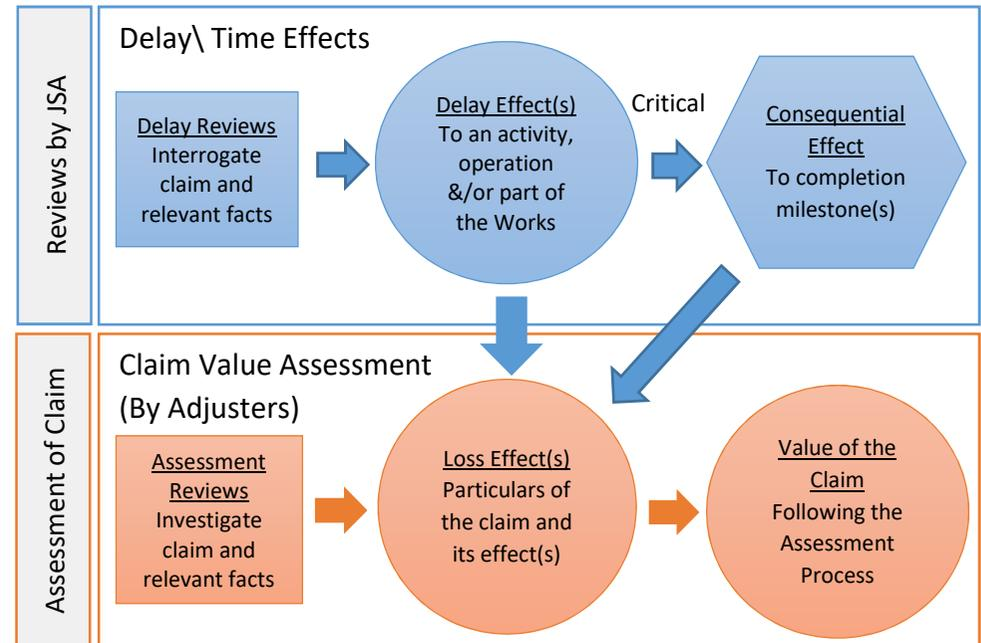 Reviews by JSA
Delay\ Time Effects
Delay Reviews
Interrogate
claim and
relevant facts
Delay Effect(s)
To an activity,
operation
&/or part of
the Works
Critical
Consequential
Effect
To completion
milestone(s)
Assessment of Claim
Claim Value Assessment
(By Adjusters)
Assessment
Reviews
Investigate
claim and
relevant facts
Loss Effect(s)
Particulars of
the claim and
its effect(s)
Value of the
Claim
Following the
Assessment
Process